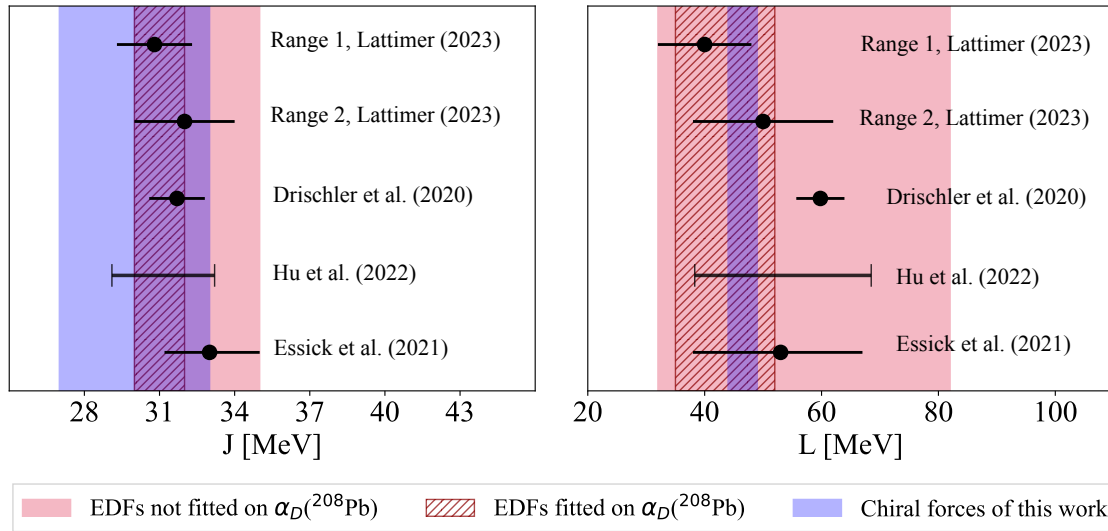 Range 1, Lattimer (2023)
Range 2, Lattimer (2023)
Drischler et al. (2020)
Hu et al. (2022)
Essick et al. (2021)
28 31 34 37 40 43
J [MeV]
Range 1, Lattimer (2023)
Range 2, Lattimer (2023)
Drischler et al. (2020)
Hu et al. (2022)
Essick et al. (2021)
20 40 60 80 100
L [MeV]
EDFs not fitted on α_D(²⁰⁸Pb) EDFs fitted on α_D(²⁰⁸Pb) Chiral forces of this work